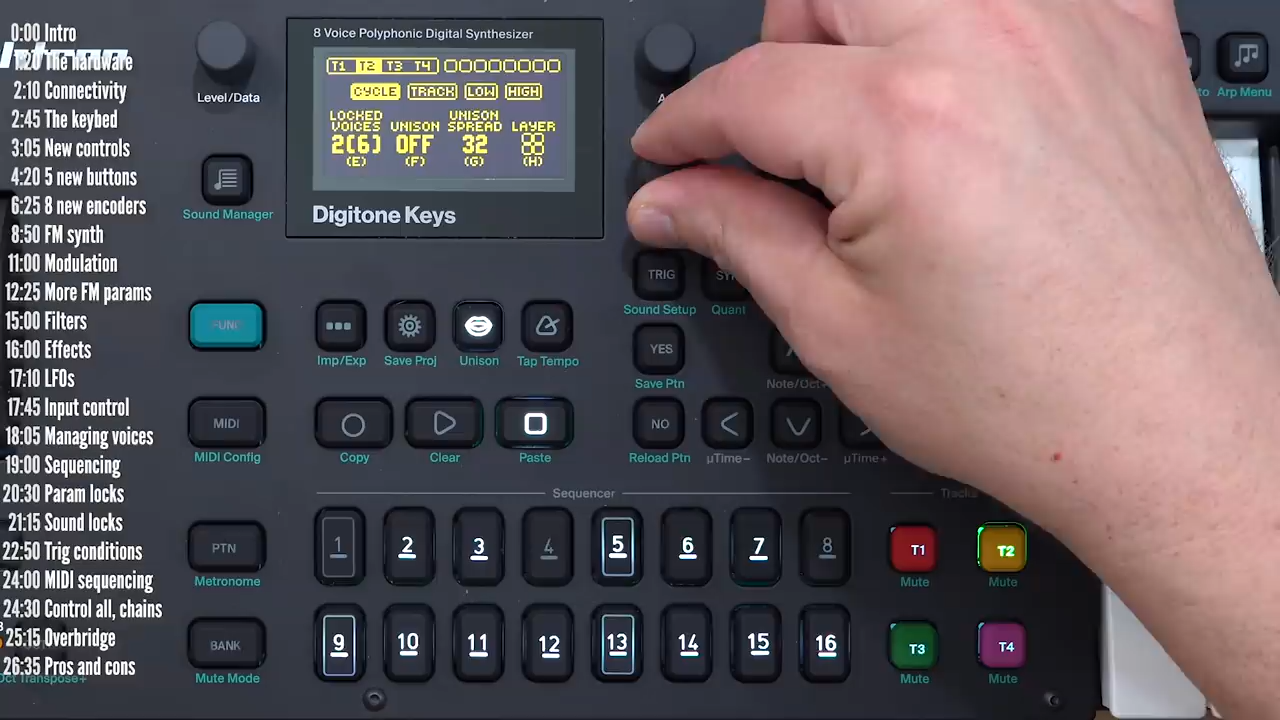 0:00 Intro
The hardware
2:10 Connectivity
2:45 The keybed
3:05 New controls
4:20 5 new buttons
6:25 8 new encoders
8:50 FM synth
11:00 Modulation
12:25 More FM params
15:00 Filters
16:00 Effects
17:10 LFOs
17:45 Input control
18:05 Managing voices
19:00 Sequencing
20:30 Param locks
21:15 Sound locks
22:50 Trig conditions
24:00 MIDI sequencing
24:30 Control all, chains
25:15 Overbridge
26:35 Pros and cons
8 Voice Polyphonic Digital Synthesizer
T1 T2 T3 T4
CYCLE TRACK LOW HIGH
LOCKED VOICES UNISON UNISON SPREAD LAYER
2(6) OFF 32
(E) (F) (G) (H)
Digitone Keys
Level/Data
Sound Manager
Arp Menu
FUNC
Imp/Exp Save Proj Unison Tap Tempo
TRIG
Sound Setup Quant
YES
Save Ptn Note/Oct+
MIDI
MIDI Config
Copy Clear Paste
NO
Reload Ptn µTime− Note/Oct− µTime+
Sequencer
PTN
Metronome
1 2 3 4 5 6 7 8
T1 T2
Mute Mute
BANK
Mute Mode
9 10 11 12 13 14 15 16
T3 T4
Mute Mute